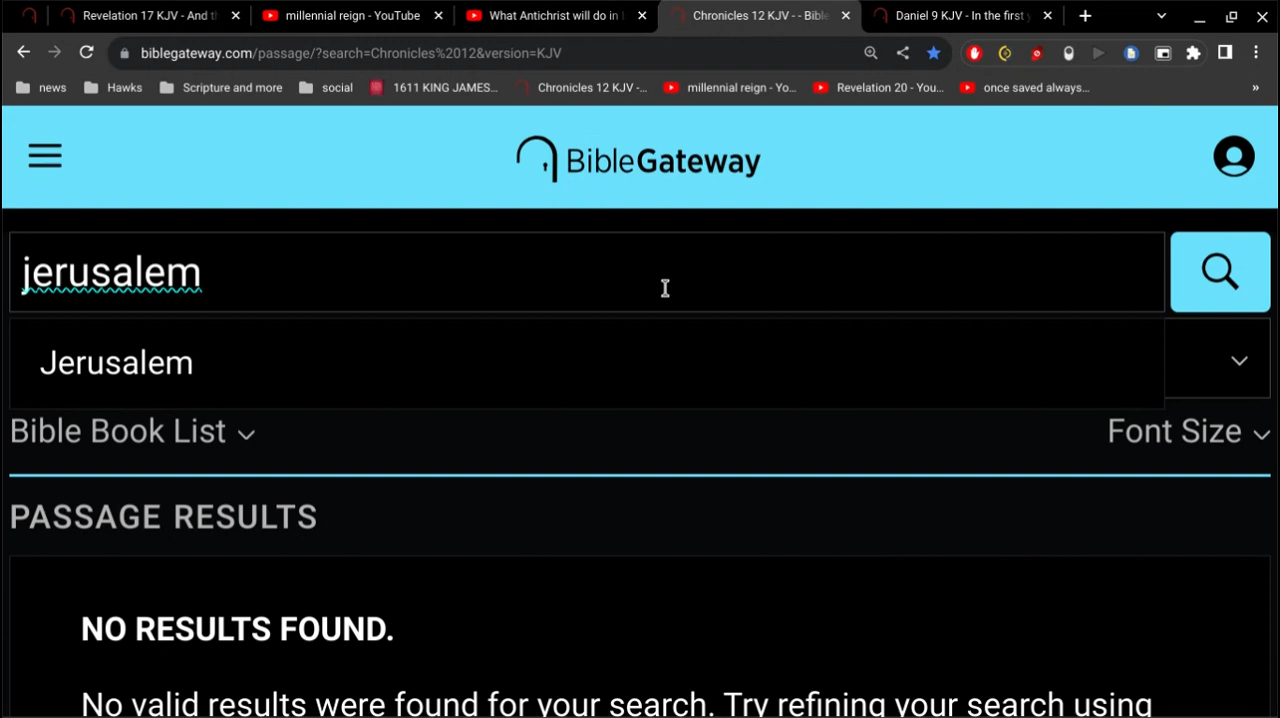 Revelation 17 KJV - And th
millennial reign - YouTube
What Antichrist will do in
Chronicles 12 KJV - - Bible
Daniel 9 KJV - In the first y
biblegateway.com/passage/?search=Chronicles%2012&version=KJV
news
Hawks
Scripture and more
social
1611 KING JAMES...
Chronicles 12 KJV -...
millennial reign - Yo...
Revelation 20 - You...
once saved always...
»
BibleGateway
jerusalem
Jerusalem
Bible Book List
Font Size
PASSAGE RESULTS
NO RESULTS FOUND.
No valid results were found for your search. Try refining your search using